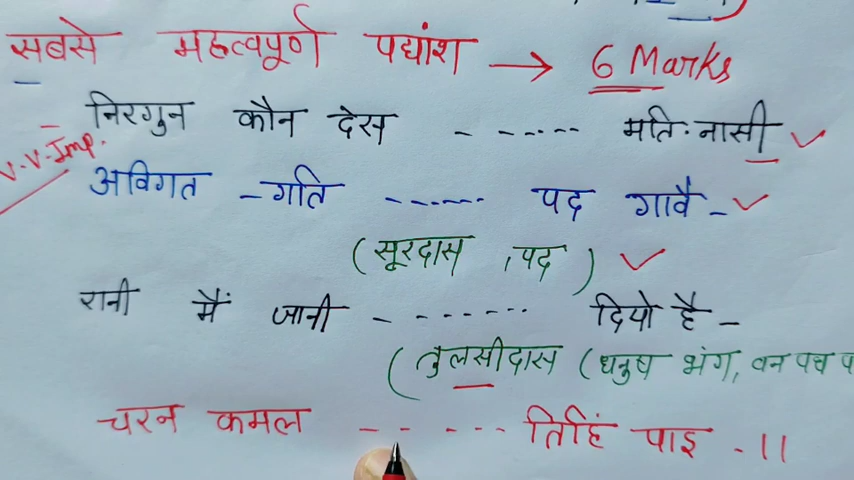 सबसे महत्वपूर्ण पद्यांश → 6 Marks
निरगुन कौन देस - ------ मति: नासी ✓
V.V.Imp.
अविगत - गति ------ पद गावै - ✓
(सूरदास , पद) ✓
रानी मैं जानी - ------- दियो है -
(तुलसीदास (धनुष भंग, वन पथ प
चरन कमल -- --- तिहिं पाइ - ।।